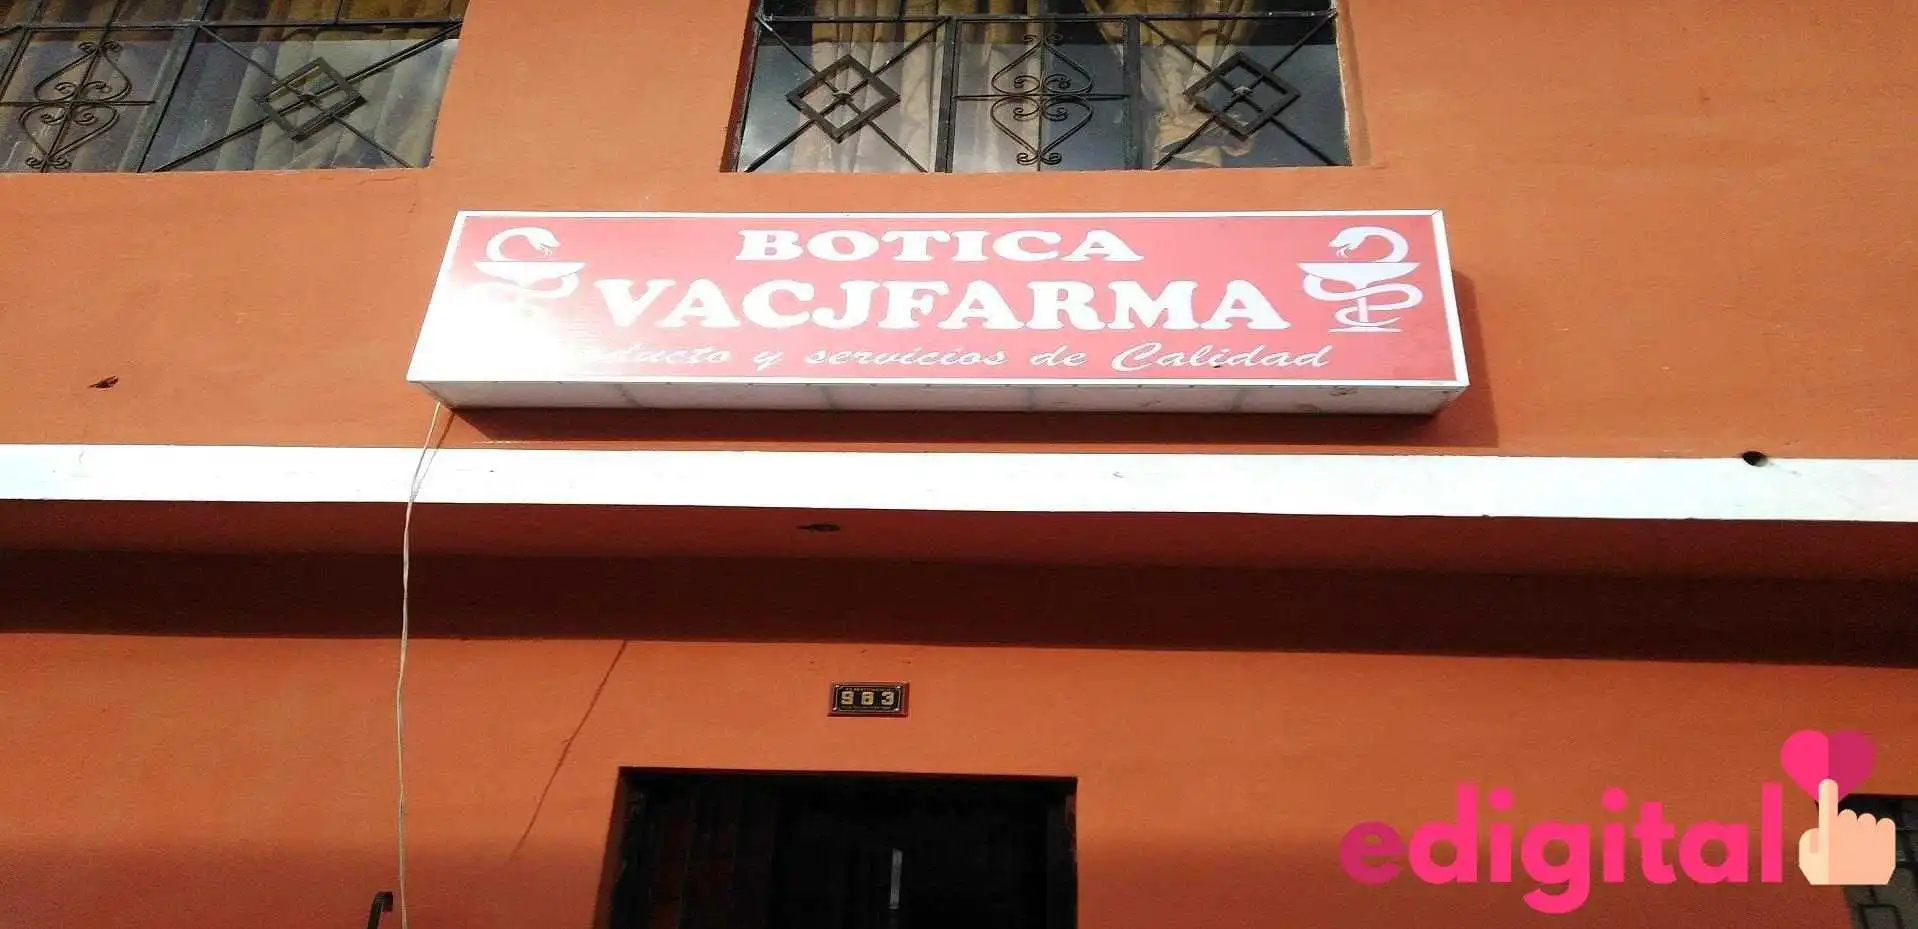 BOTICA
VACJFARMA
y servicios de Calidad
983
edigital